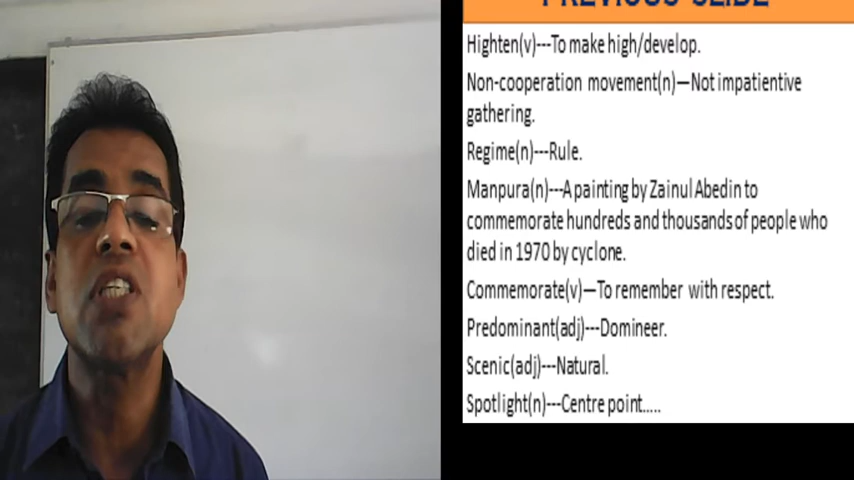 PREVIOUS SLIDE
Highten(v)---To make high/develop.
Non-cooperation movement(n)—Not impatientive
gathering.
Regime(n)---Rule.
Manpura(n)---A painting by Zainul Abedin to
commemorate hundreds and thousands of people who
died in 1970 by cyclone.
Commemorate(v)—To remember with respect.
Predominant(adj)---Domineer.
Scenic(adj)---Natural.
Spotlight(n)---Centre point.....